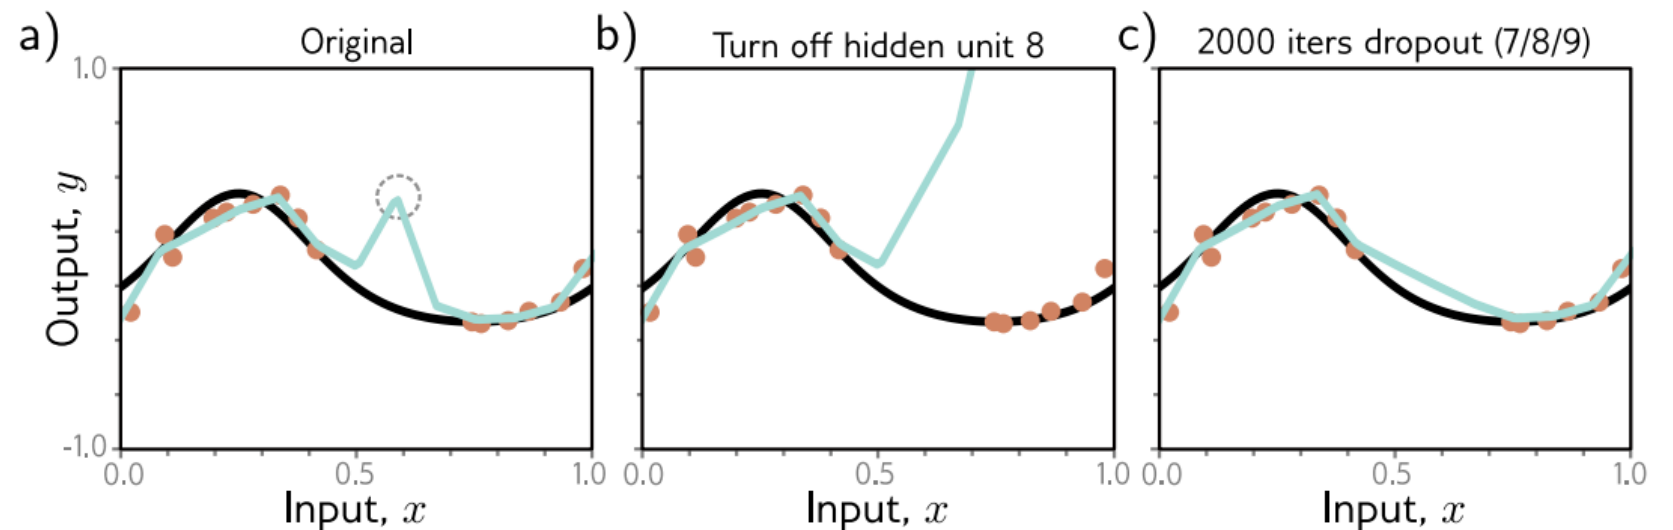 a) Original
b) Turn off hidden unit 8
c) 2000 iters dropout (7/8/9)
1.0
Output, y
-1.0
0.0 0.5 1.0
0.0 0.5 1.0
0.0 0.5 1.0
Input, x
Input, x
Input, x